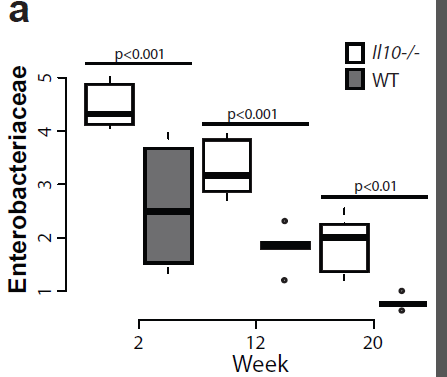 a
p<0.001
Il10-/-
WT
p<0.001
p<0.01
Enterobacteriaceae
5
4
3
2
1
2
12
20
Week